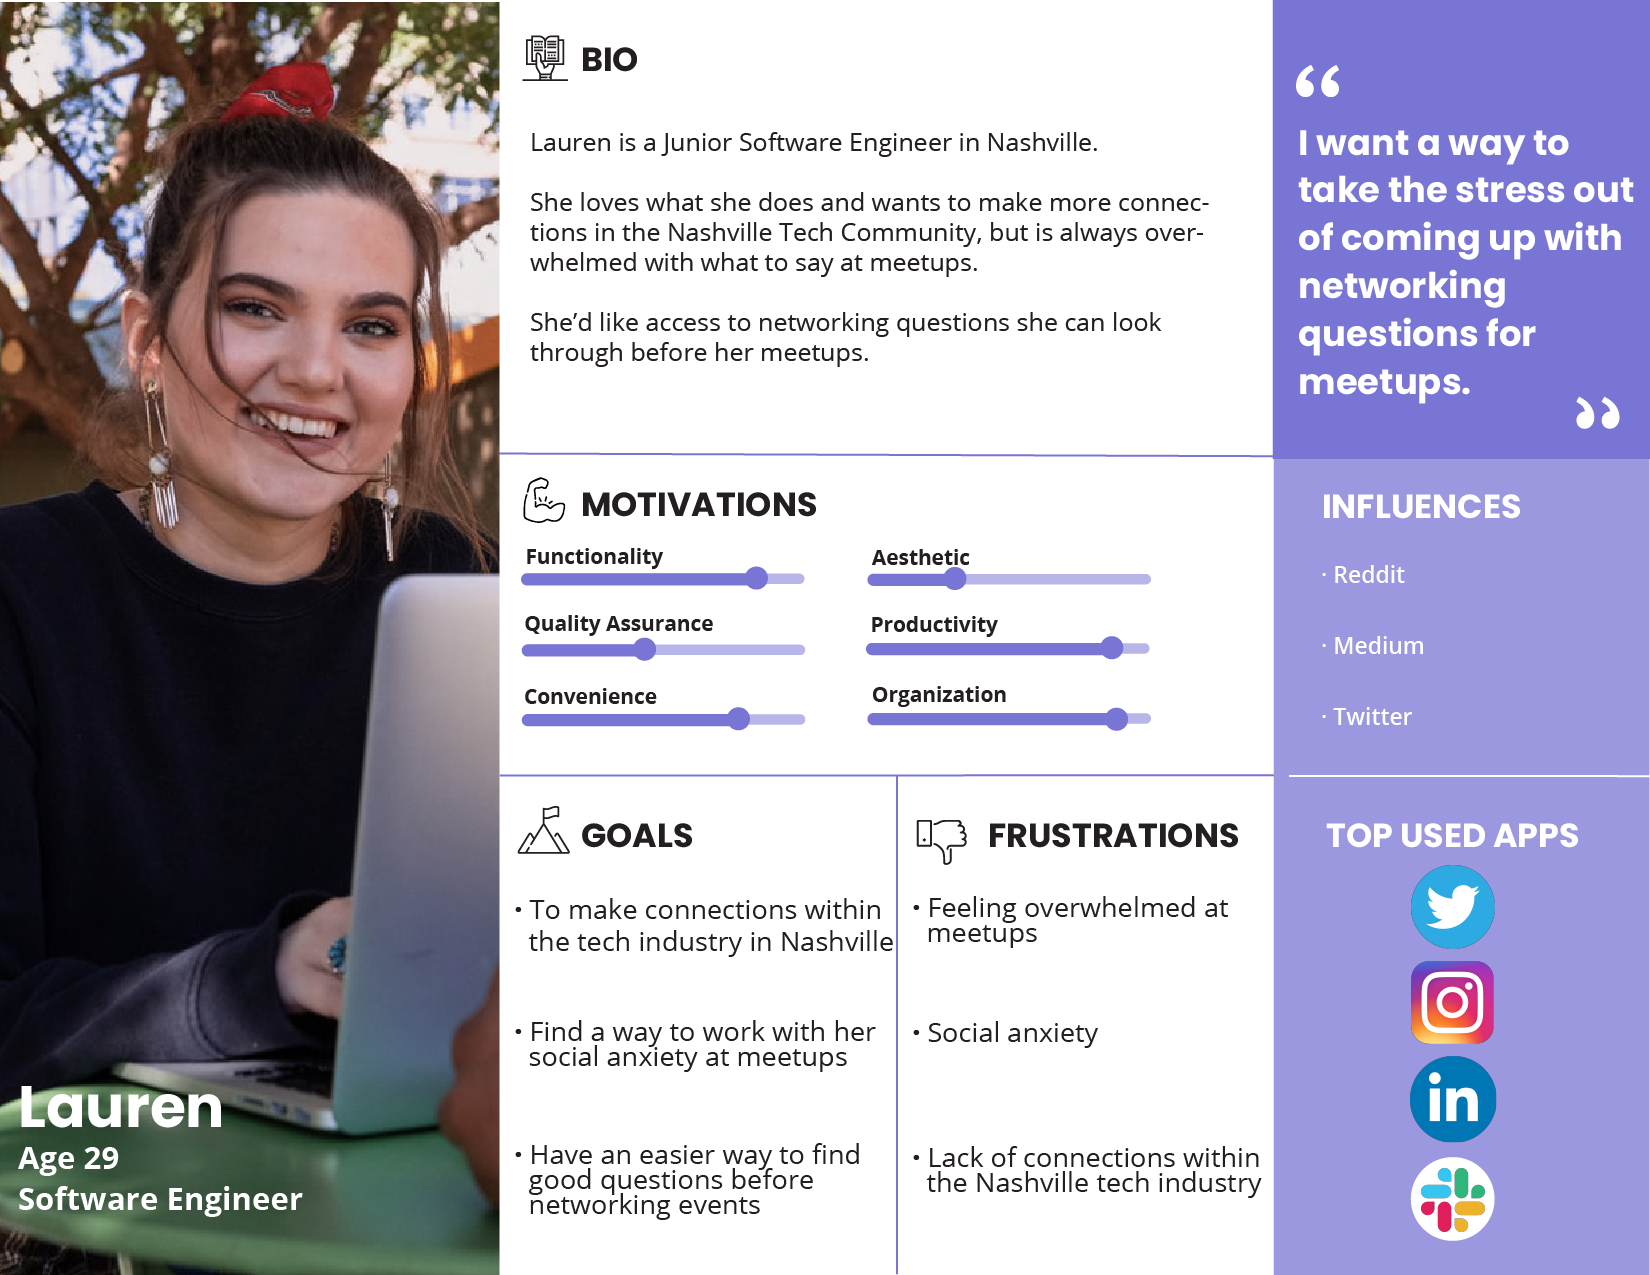 BIO
Lauren is a Junior Software Engineer in Nashville.
She loves what she does and wants to make more connec-
tions in the Nashville Tech Community, but is always over-
whelmed with what to say at meetups.
She’d like access to networking questions she can look
through before her meetups.
“
I want a way to
take the stress out
of coming up with
networking
questions for
meetups.
”
MOTIVATIONS
Functionality
Aesthetic
Quality Assurance
Productivity
Convenience
Organization
INFLUENCES
· Reddit
· Medium
· Twitter
GOALS
• To make connections within
the tech industry in Nashville
• Find a way to work with her
social anxiety at meetups
• Have an easier way to find
good questions before
networking events
FRUSTRATIONS
• Feeling overwhelmed at
meetups
• Social anxiety
• Lack of connections within
the Nashville tech industry
TOP USED APPS
in
Lauren
Age 29
Software Engineer